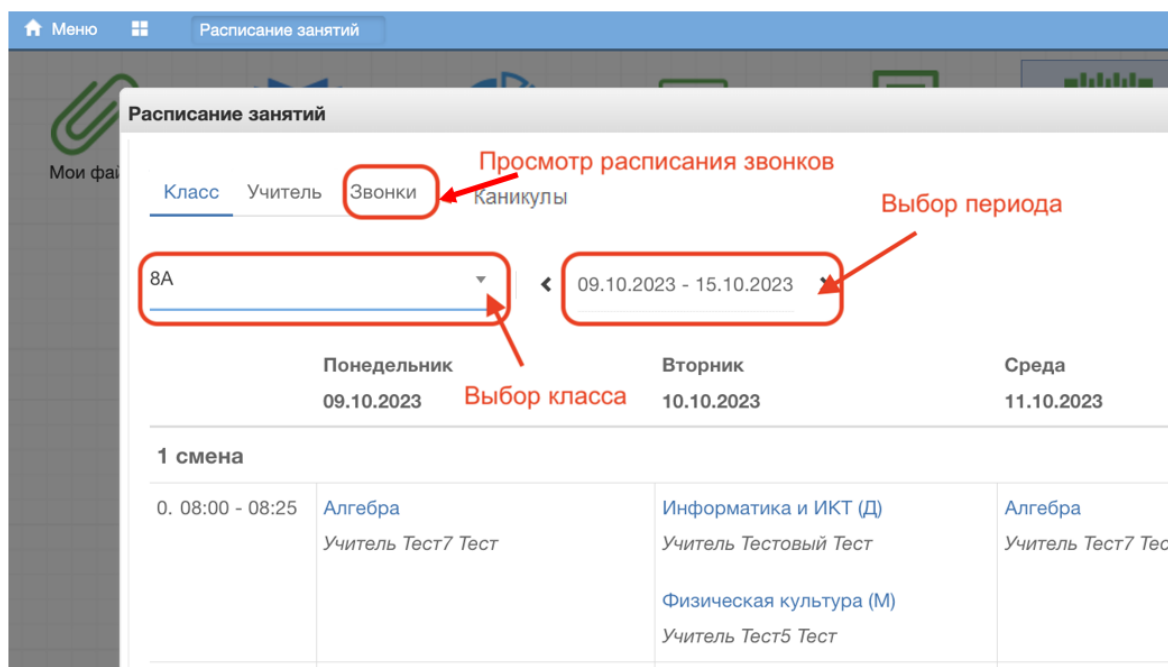 Меню Расписание занятий
Расписание занятий
Мои фай
Просмотр расписания звонков
Класс Учитель Звонки Каникулы
Выбор периода
8А 09.10.2023 - 15.10.2023
Понедельник Вторник Среда
09.10.2023 Выбор класса 10.10.2023 11.10.2023
1 смена
0. 08:00 - 08:25 Алгебра Информатика и ИКТ (Д) Алгебра
Учитель Тест7 Тест Учитель Тестовый Тест Учитель Тест7 Тес
Физическая культура (М)
Учитель Тест5 Тест